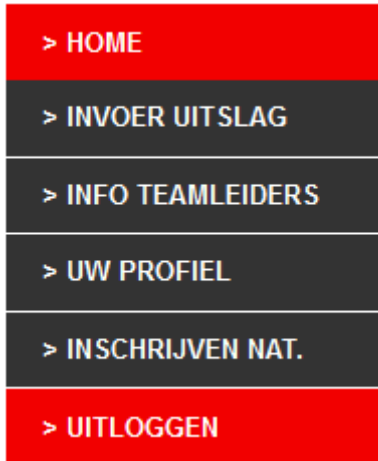 > HOME
> INVOER UITSLAG
> INFO TEAMLEIDERS
> UW PROFIEL
> INSCHRIJVEN NAT.
> UITLOGGEN